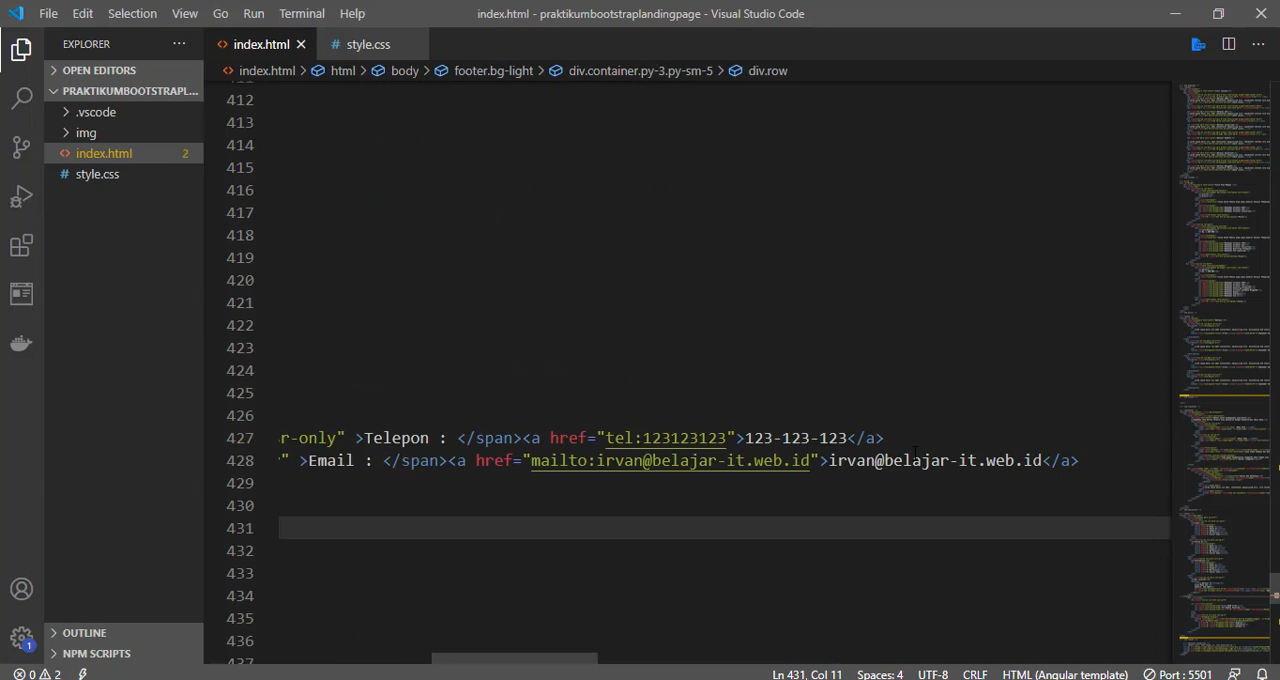 File Edit Selection View Go Run Terminal Help
index.html - praktikumbootstraplandingpage - Visual Studio Code
EXPLORER
OPEN EDITORS
PRAKTIKUMBOOTSTRAPL...
.vscode
img
index.html 2
style.css
OUTLINE
NPM SCRIPTS
1
index.html
style.css
index.html > html > body > footer.bg-light > div.container.py-3.py-sm-5 > div.row
412
413
414
415
416
417
418
419
420
421
422
423
424
425
426
427 r-only" >Telepon : </span><a href="tel:123123123">123-123-123</a>
428 " >Email : </span><a href="mailto:irvan@belajar-it.web.id">irvan@belajar-it.web.id</a>
429
430
431
432
433
434
435
436
437
0 2 Ln 431, Col 11 Spaces: 4 UTF-8 CRLF HTML (Angular template) Port : 5501